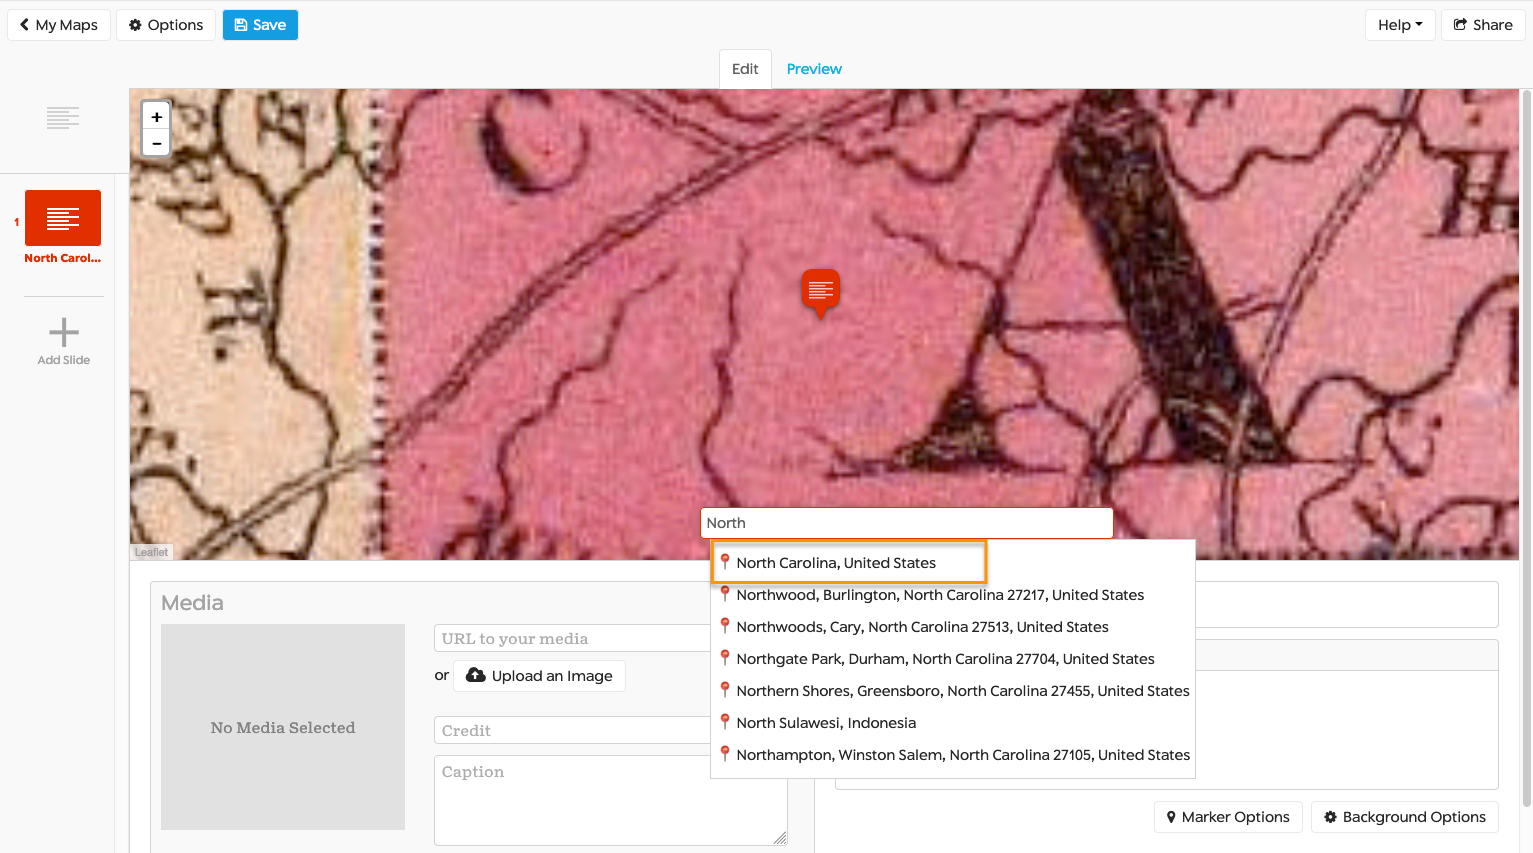 My Maps
Options
Save
Help
Share
Edit
Preview
+
-
1
North Carol...
Add Slide
North
Leaflet
North Carolina, United States
Northwood, Burlington, North Carolina 27217, United States
Northwoods, Cary, North Carolina 27513, United States
Northgate Park, Durham, North Carolina 27704, United States
Northern Shores, Greensboro, North Carolina 27455, United States
North Sulawesi, Indonesia
Northampton, Winston Salem, North Carolina 27105, United States
Media
No Media Selected
URL to your media
or
Upload an Image
Credit
Caption
Marker Options
Background Options